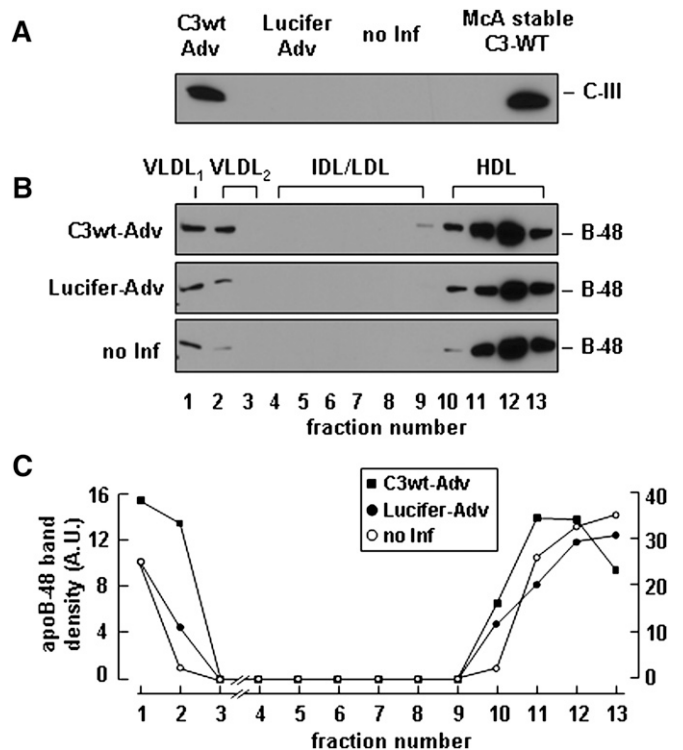 A
C3wt
Adv
Lucifer
Adv
no Inf
McA stable
C3-WT
– C-III
B
VLDL1 VLDL2 IDL/LDL HDL
C3wt-Adv – B-48
Lucifer-Adv – B-48
no Inf – B-48
1 2 3 4 5 6 7 8 9 10 11 12 13
fraction number
C
C3wt-Adv
Lucifer-Adv
no Inf
apoB-48 band
density (A.U.)
16
12
8
4
0
40
30
20
10
0
1 2 3 4 5 6 7 8 9 10 11 12 13
fraction number